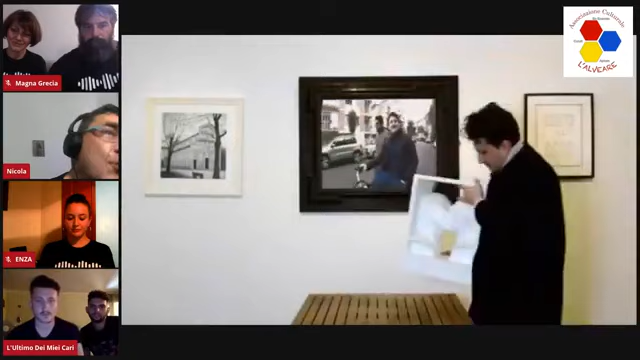 Magna Grecia
Nicola
ENZA
L'Ultimo Dei Miei Cari
Associazione Culturale
L'ALVEARE